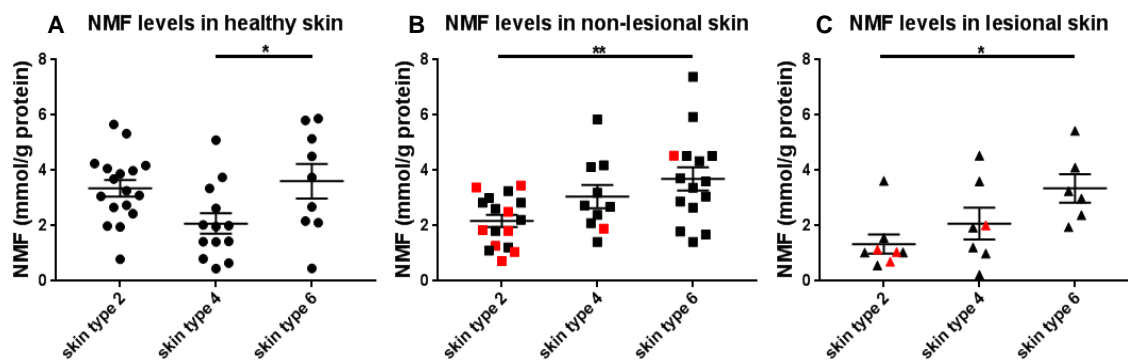 A NMF levels in healthy skin
NMF (mmol/g protein)
8
6
4
2
0
*
skin type 2
skin type 4
skin type 6
B NMF levels in non-lesional skin
NMF (mmol/g protein)
8
6
4
2
0
**
skin type 2
skin type 4
skin type 6
C NMF levels in lesional skin
NMF (mmol/g protein)
8
6
4
2
0
*
skin type 2
skin type 4
skin type 6